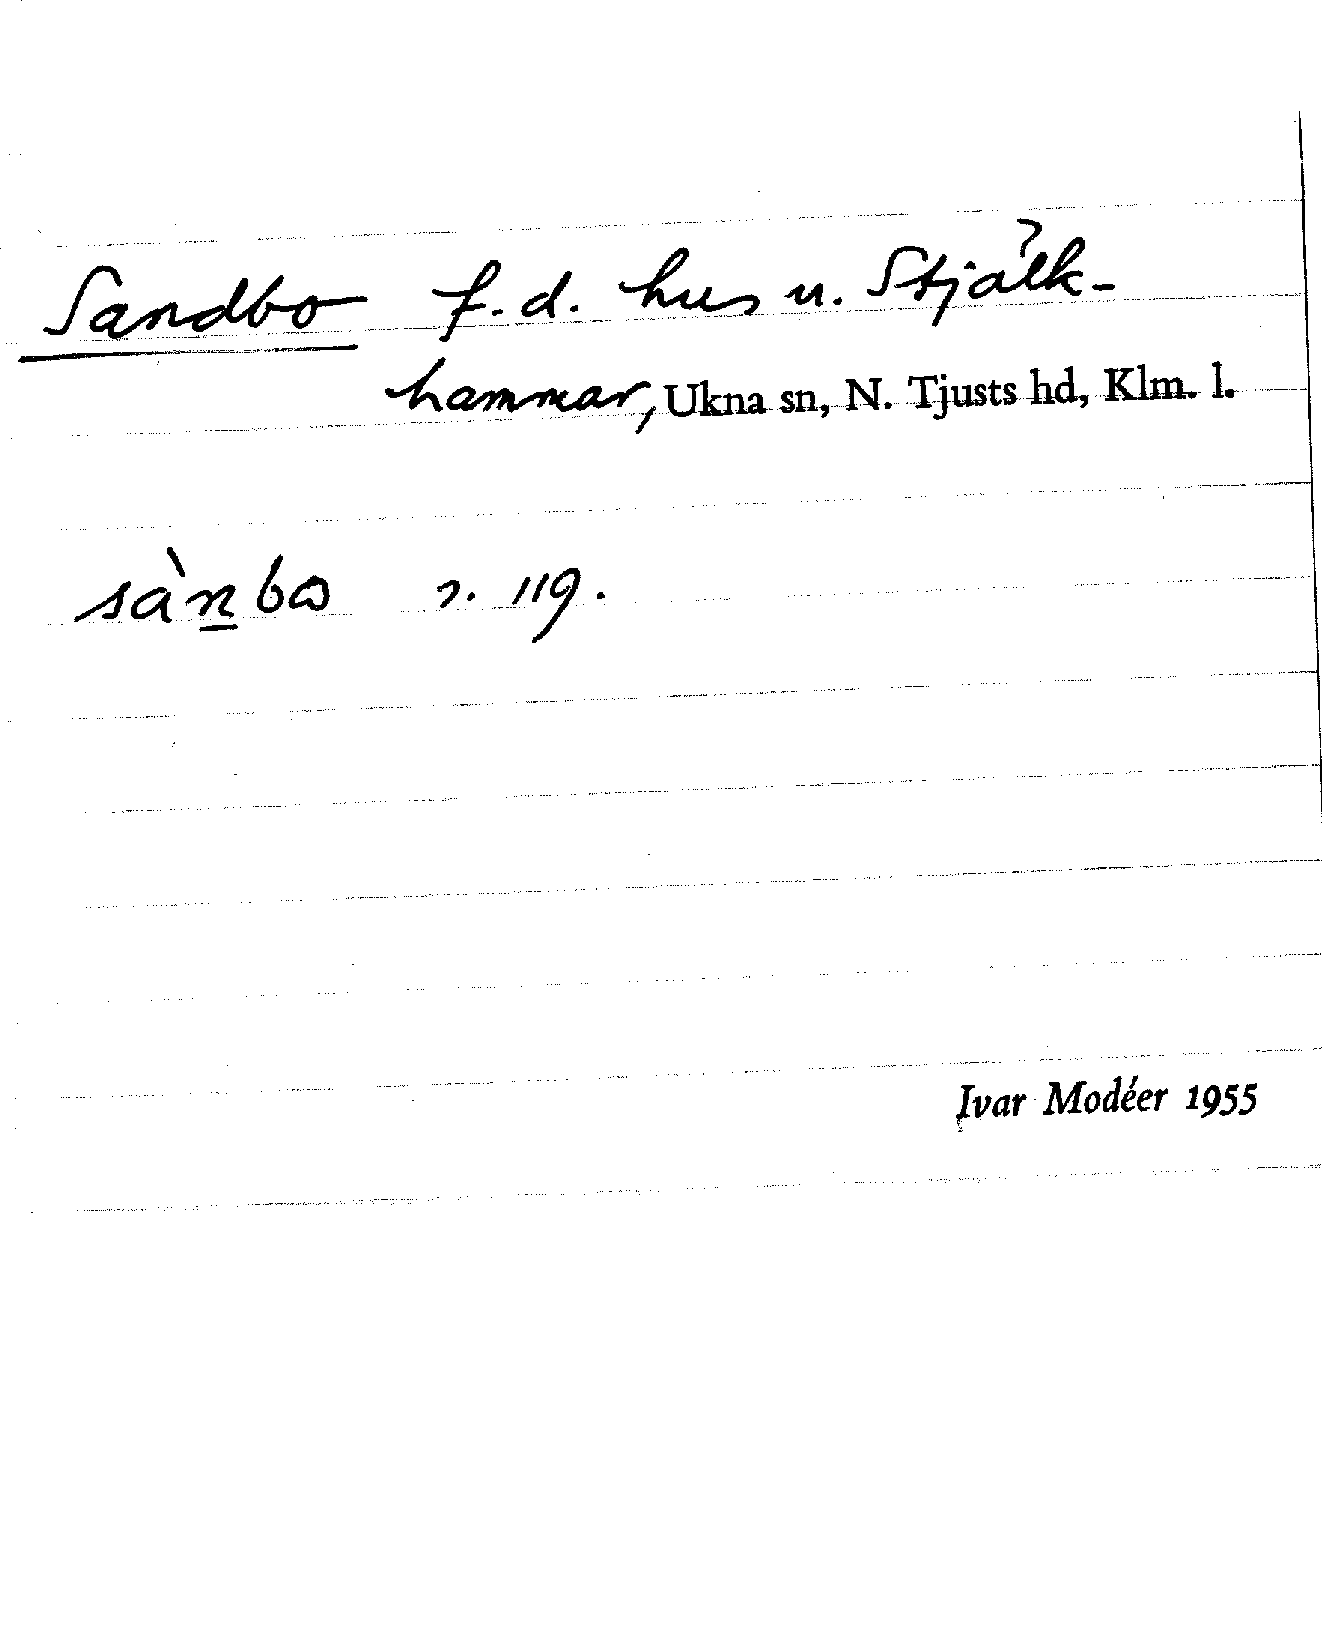 Sandbo f.d. hus u. Stjälk-
hammar, Ukna sn, N. Tjusts hd, Klm. l.
sànbo r. 119.
Ivar Modéer 1955